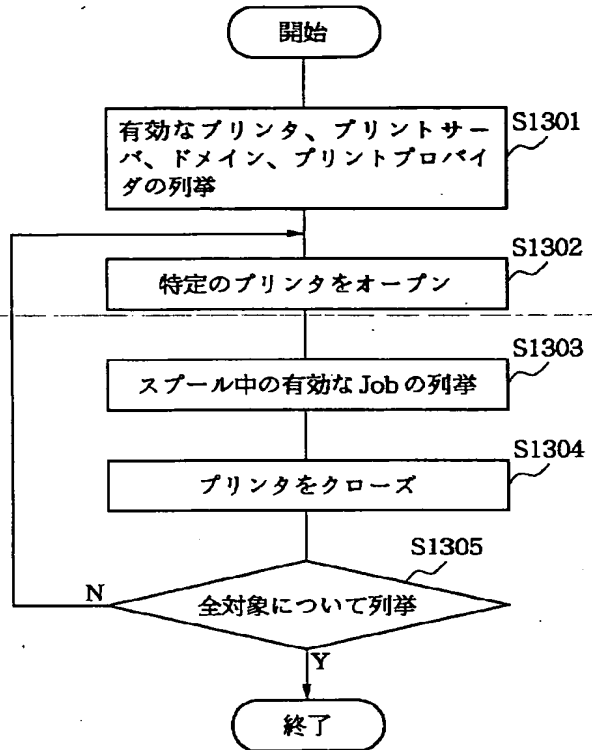 開始
有効なプリンタ、プリントサー
バ、ドメイン、プリントプロバイ
ダの列挙
S1301
特定のプリンタをオープン
S1302
スプール中の有効なJobの列挙
S1303
プリンタをクローズ
S1304
全対象について列挙
S1305
N
Y
終了